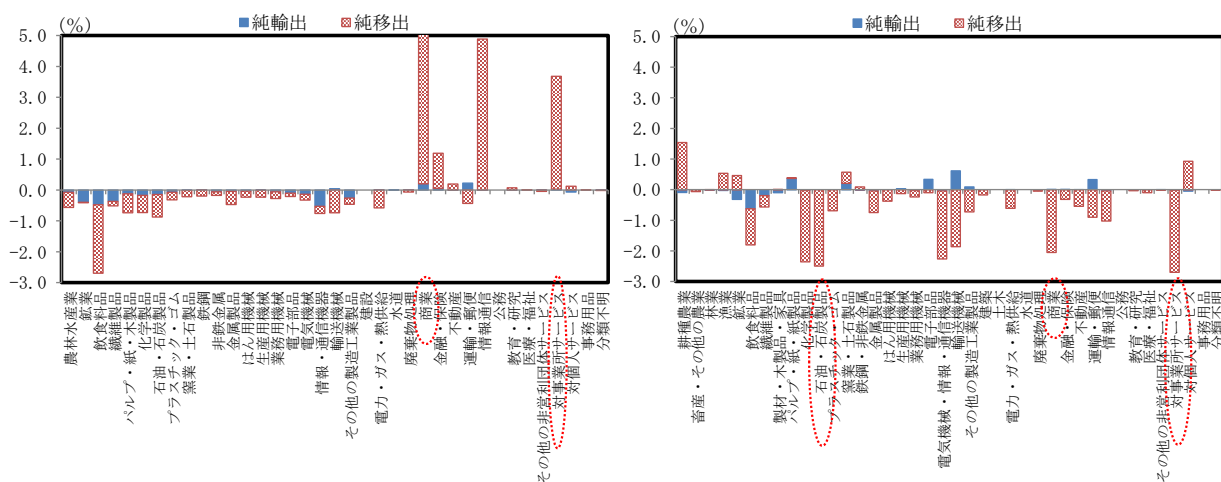 (%)
純輸出 純移出
5.0
4.0
3.0
2.0
1.0
0.0
-1.0
-2.0
-3.0
農林水産業
鉱業
飲食料品
繊維製品
パルプ・紙・木製品
化学製品
石油・石炭製品
プラスチック・ゴム
窯業・土石製品
鉄鋼
非鉄金属
金属製品
はん用機械
生産用機械
業務用機械
電子部品
電気機械
情報・通信機器
輸送機械
その他の製造工業製品
建設
電力・ガス・熱供給
水道
廃棄物処理
商業
金融・保険
不動産
運輸・郵便
情報通信
公務
教育・研究
医療・福祉
その他の非営利団体サービス
対事業所サービス
対個人サービス
事務用品
分類不明
(%)
純輸出 純移出
5.0
4.0
3.0
2.0
1.0
0.0
-1.0
-2.0
-3.0
耕種農業
畜産・その他の農業
林業
漁業
鉱業
飲食料品
繊維製品
製材・木製品・家具
パルプ・紙・紙製品
化学製品
石油・石炭製品
プラスチック・ゴム
窯業・土石製品
鉄鋼・非鉄金属
金属製品
はん用機械
生産用機械
業務用機械
電子部品
電気機械・情報・通信機器
輸送機械
その他の製造工業製品
建築
土木
電力・ガス・熱供給
水道
廃棄物処理
商業
金融・保険
不動産
運輸・郵便
情報通信
公務
教育・研究
医療・福祉
その他の非営利団体サービス
対事業所サービス
対個人サービス
事務用品
分類不明